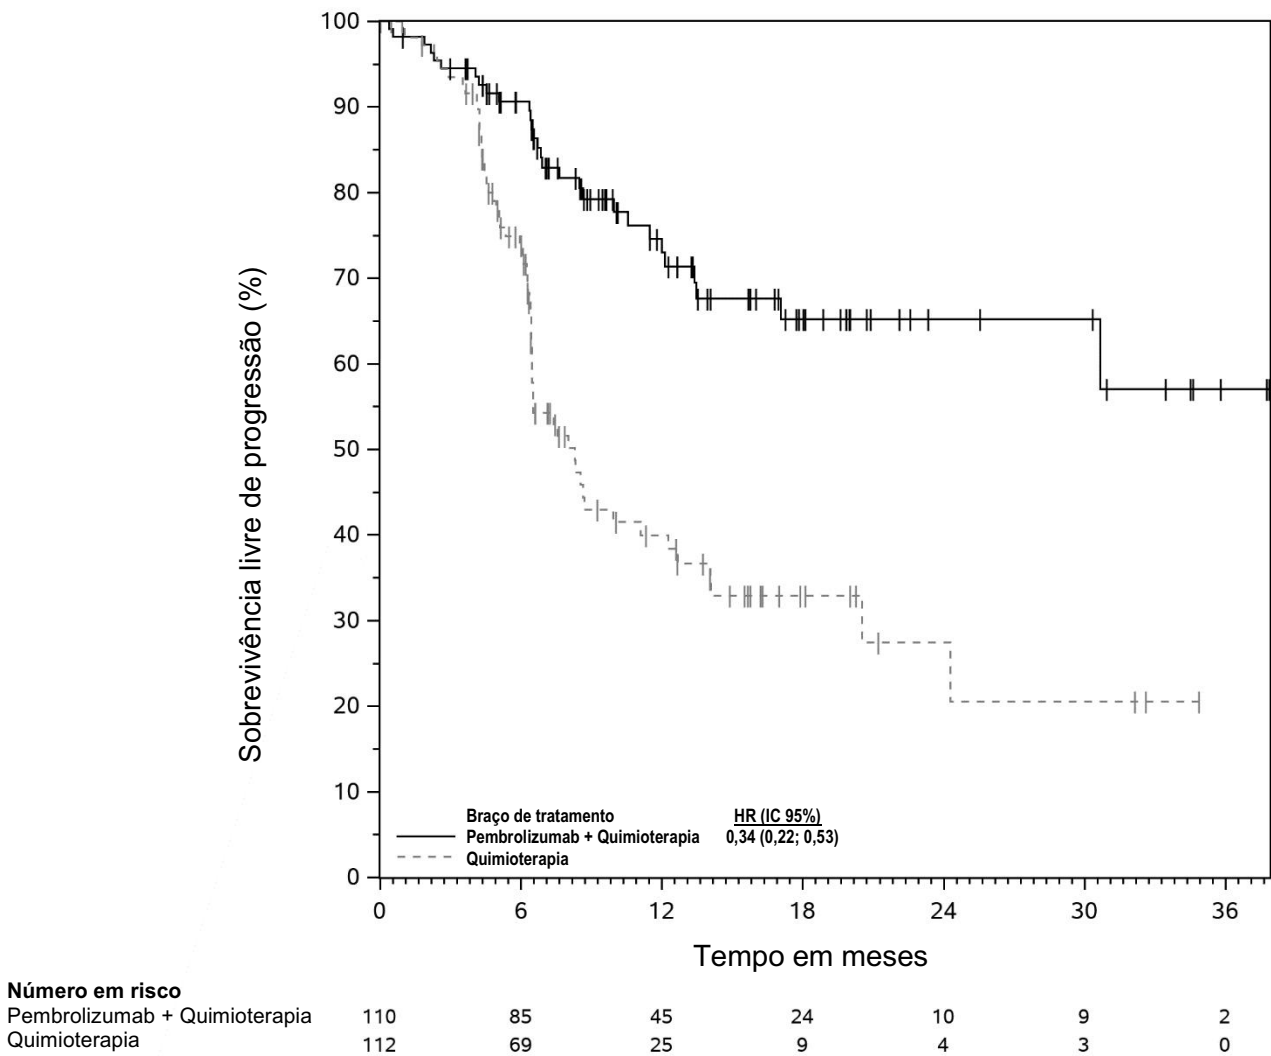 Sobrevivência livre de progressão (%)
100
90
80
70
60
50
40
30
20
10
0
Braço de tratamento HR (IC 95%)
Pembrolizumab + Quimioterapia 0,34 (0,22; 0,53)
Quimioterapia
0 6 12 18 24 30 36
Tempo em meses
Número em risco
Pembrolizumab + Quimioterapia 110 85 45 24 10 9 2
Quimioterapia 112 69 25 9 4 3 0